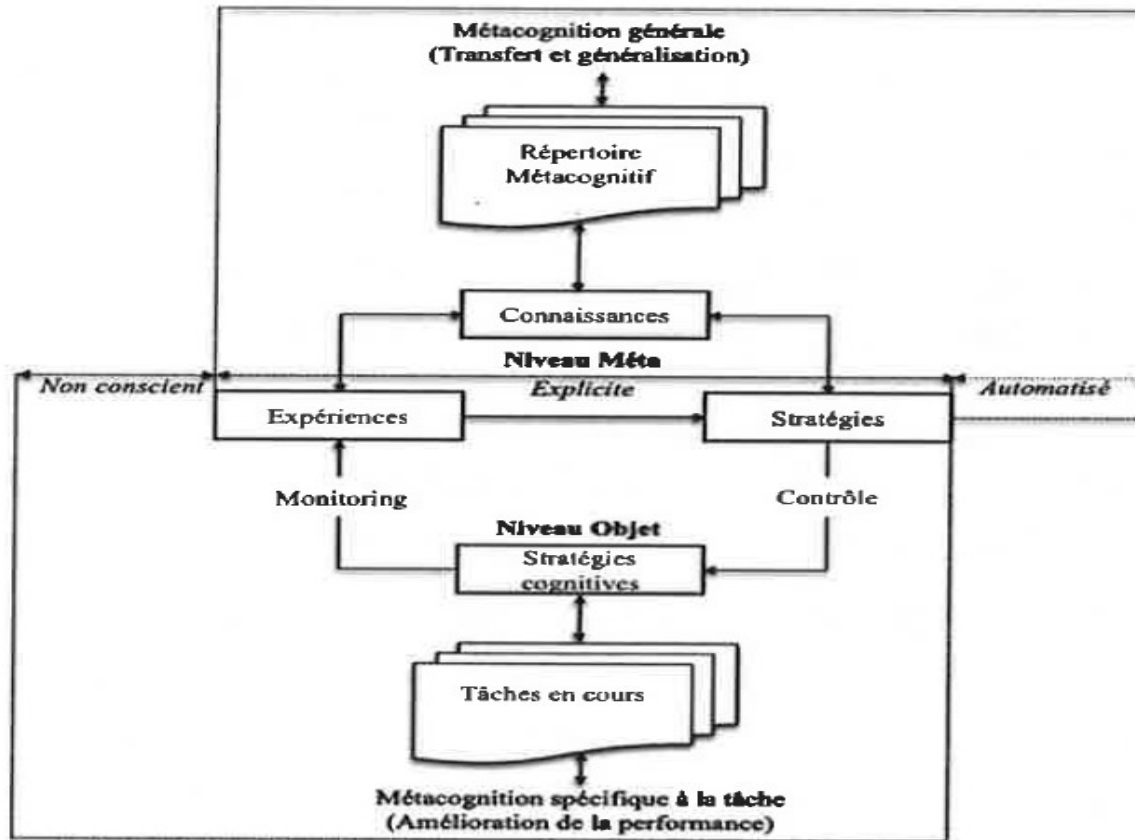 Métacognition générale
(Transfert et généralisation)
Répertoire
Métacognitif
Connaissances
Niveau Méta
Non conscient
Explicite
Automatisé
Expériences
Stratégies
Monitoring
Contrôle
Niveau Objet
Stratégies
cognitives
Tâches en cours
Métacognition spécifique à la tâche
(Amélioration de la performance)